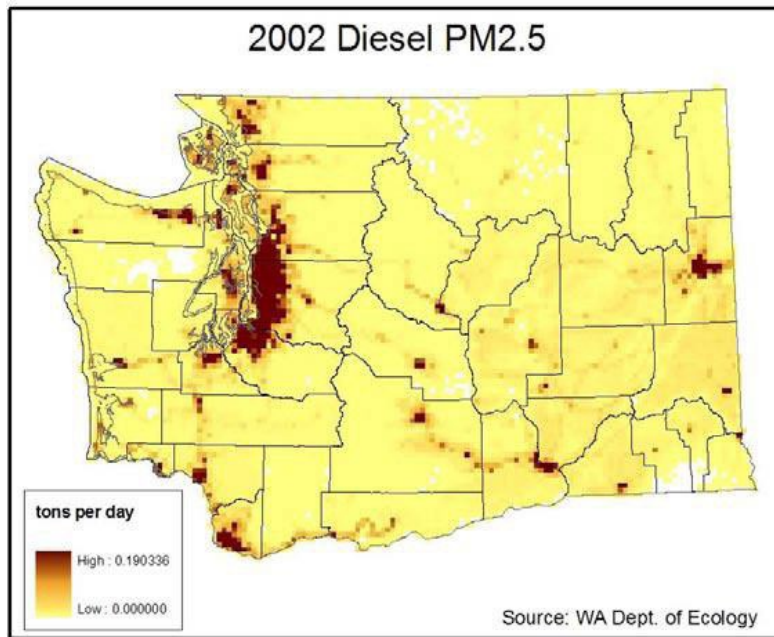 2002 Diesel PM2.5
tons per day
High : 0.190336
Low : 0.000000
Source: WA Dept. of Ecology